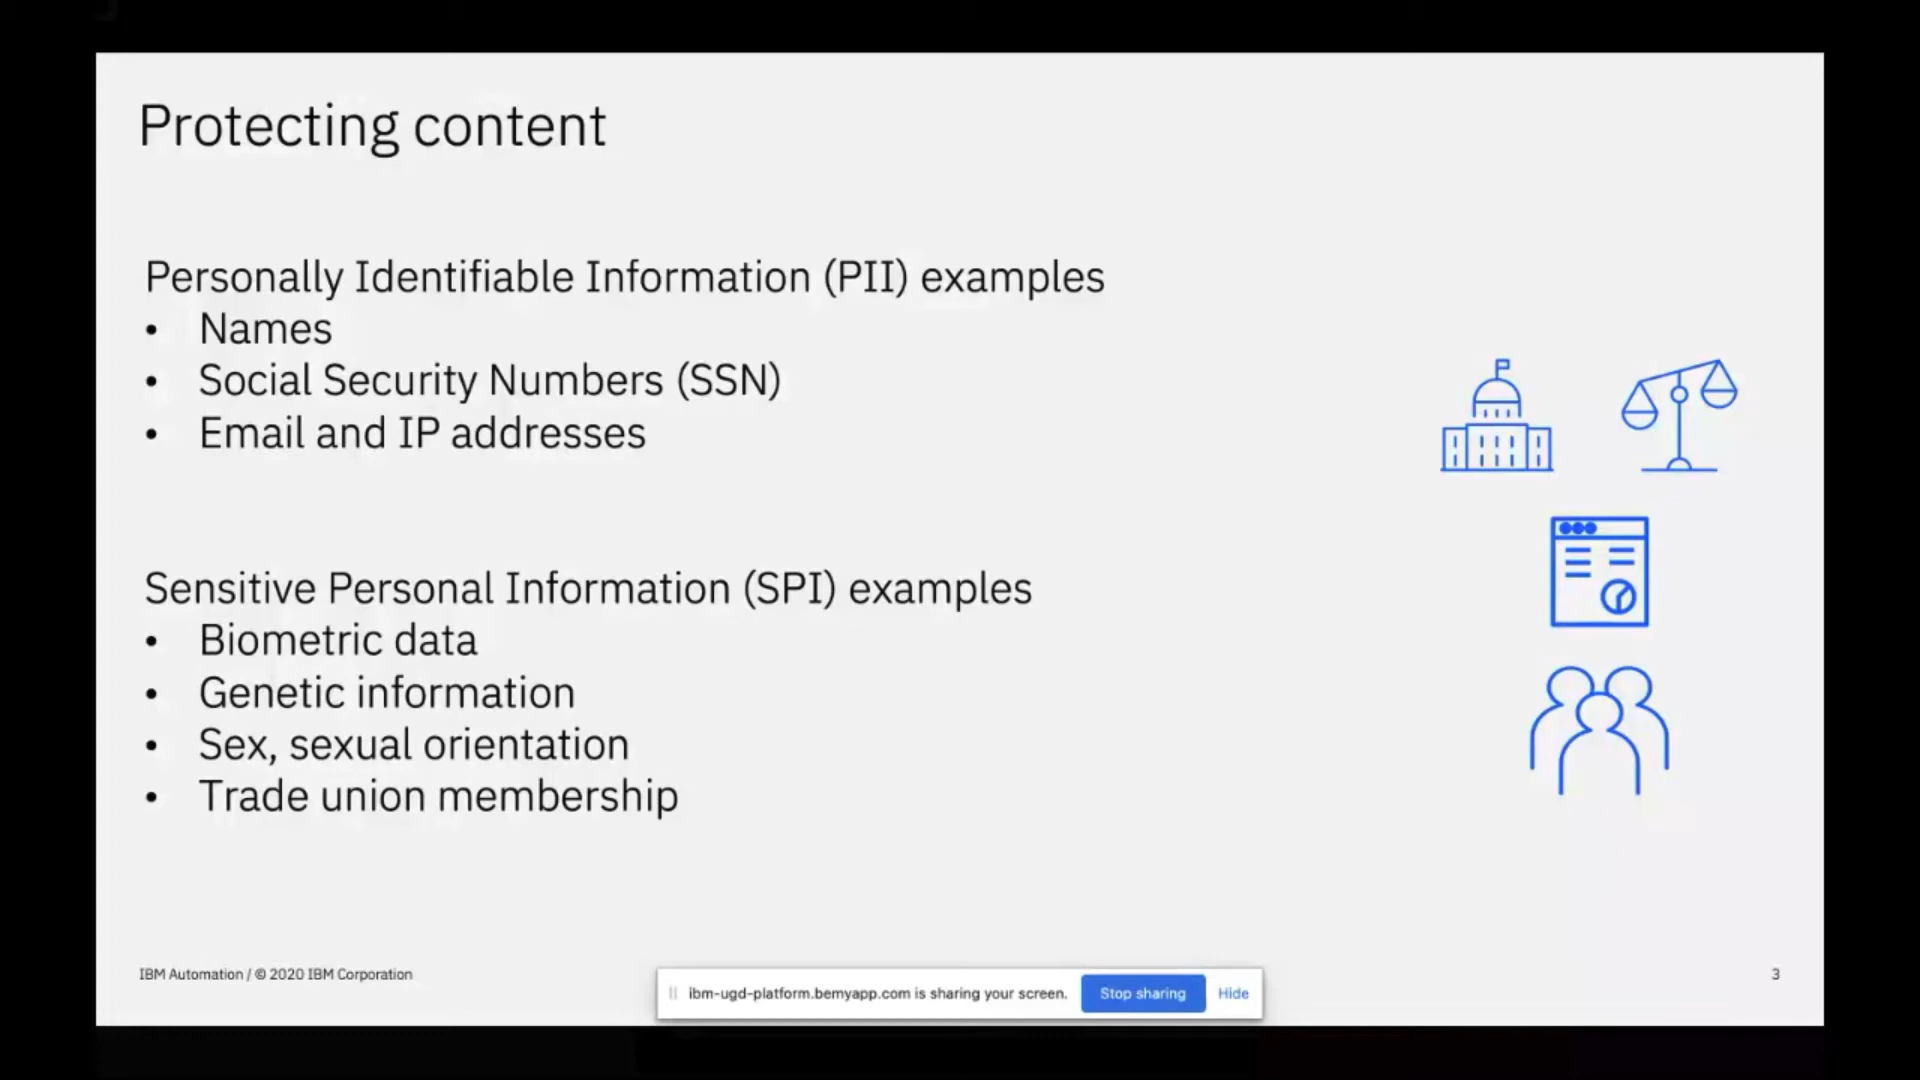 Protecting content
Personally Identifiable Information (PII) examples
• Names
• Social Security Numbers (SSN)
• Email and IP addresses
Sensitive Personal Information (SPI) examples
• Biometric data
• Genetic information
• Sex, sexual orientation
• Trade union membership
IBM Automation / © 2020 IBM Corporation
3
ibm-ugd-platform.bemyapp.com is sharing your screen. Stop sharing Hide